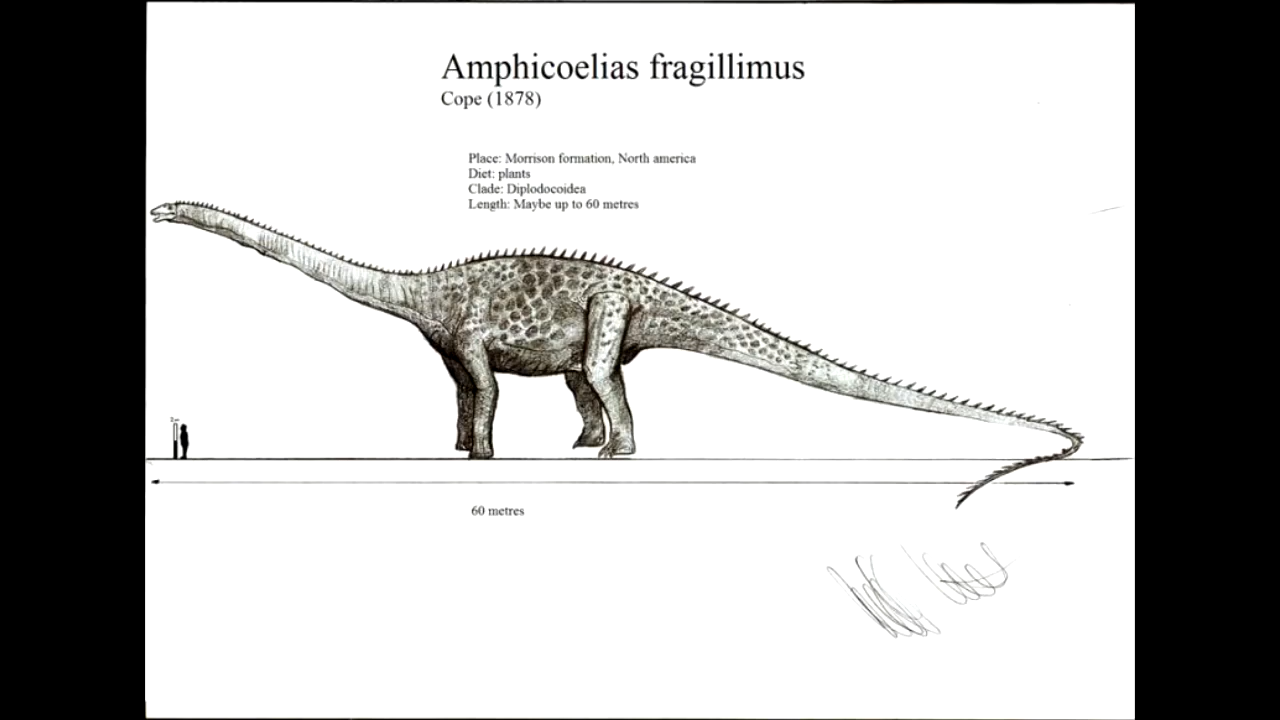 Amphicoelias fragillimus
Cope (1878)
Place: Morrison formation, North america
Diet: plants
Clade: Diplodocoidea
Length: Maybe up to 60 metres
60 metres